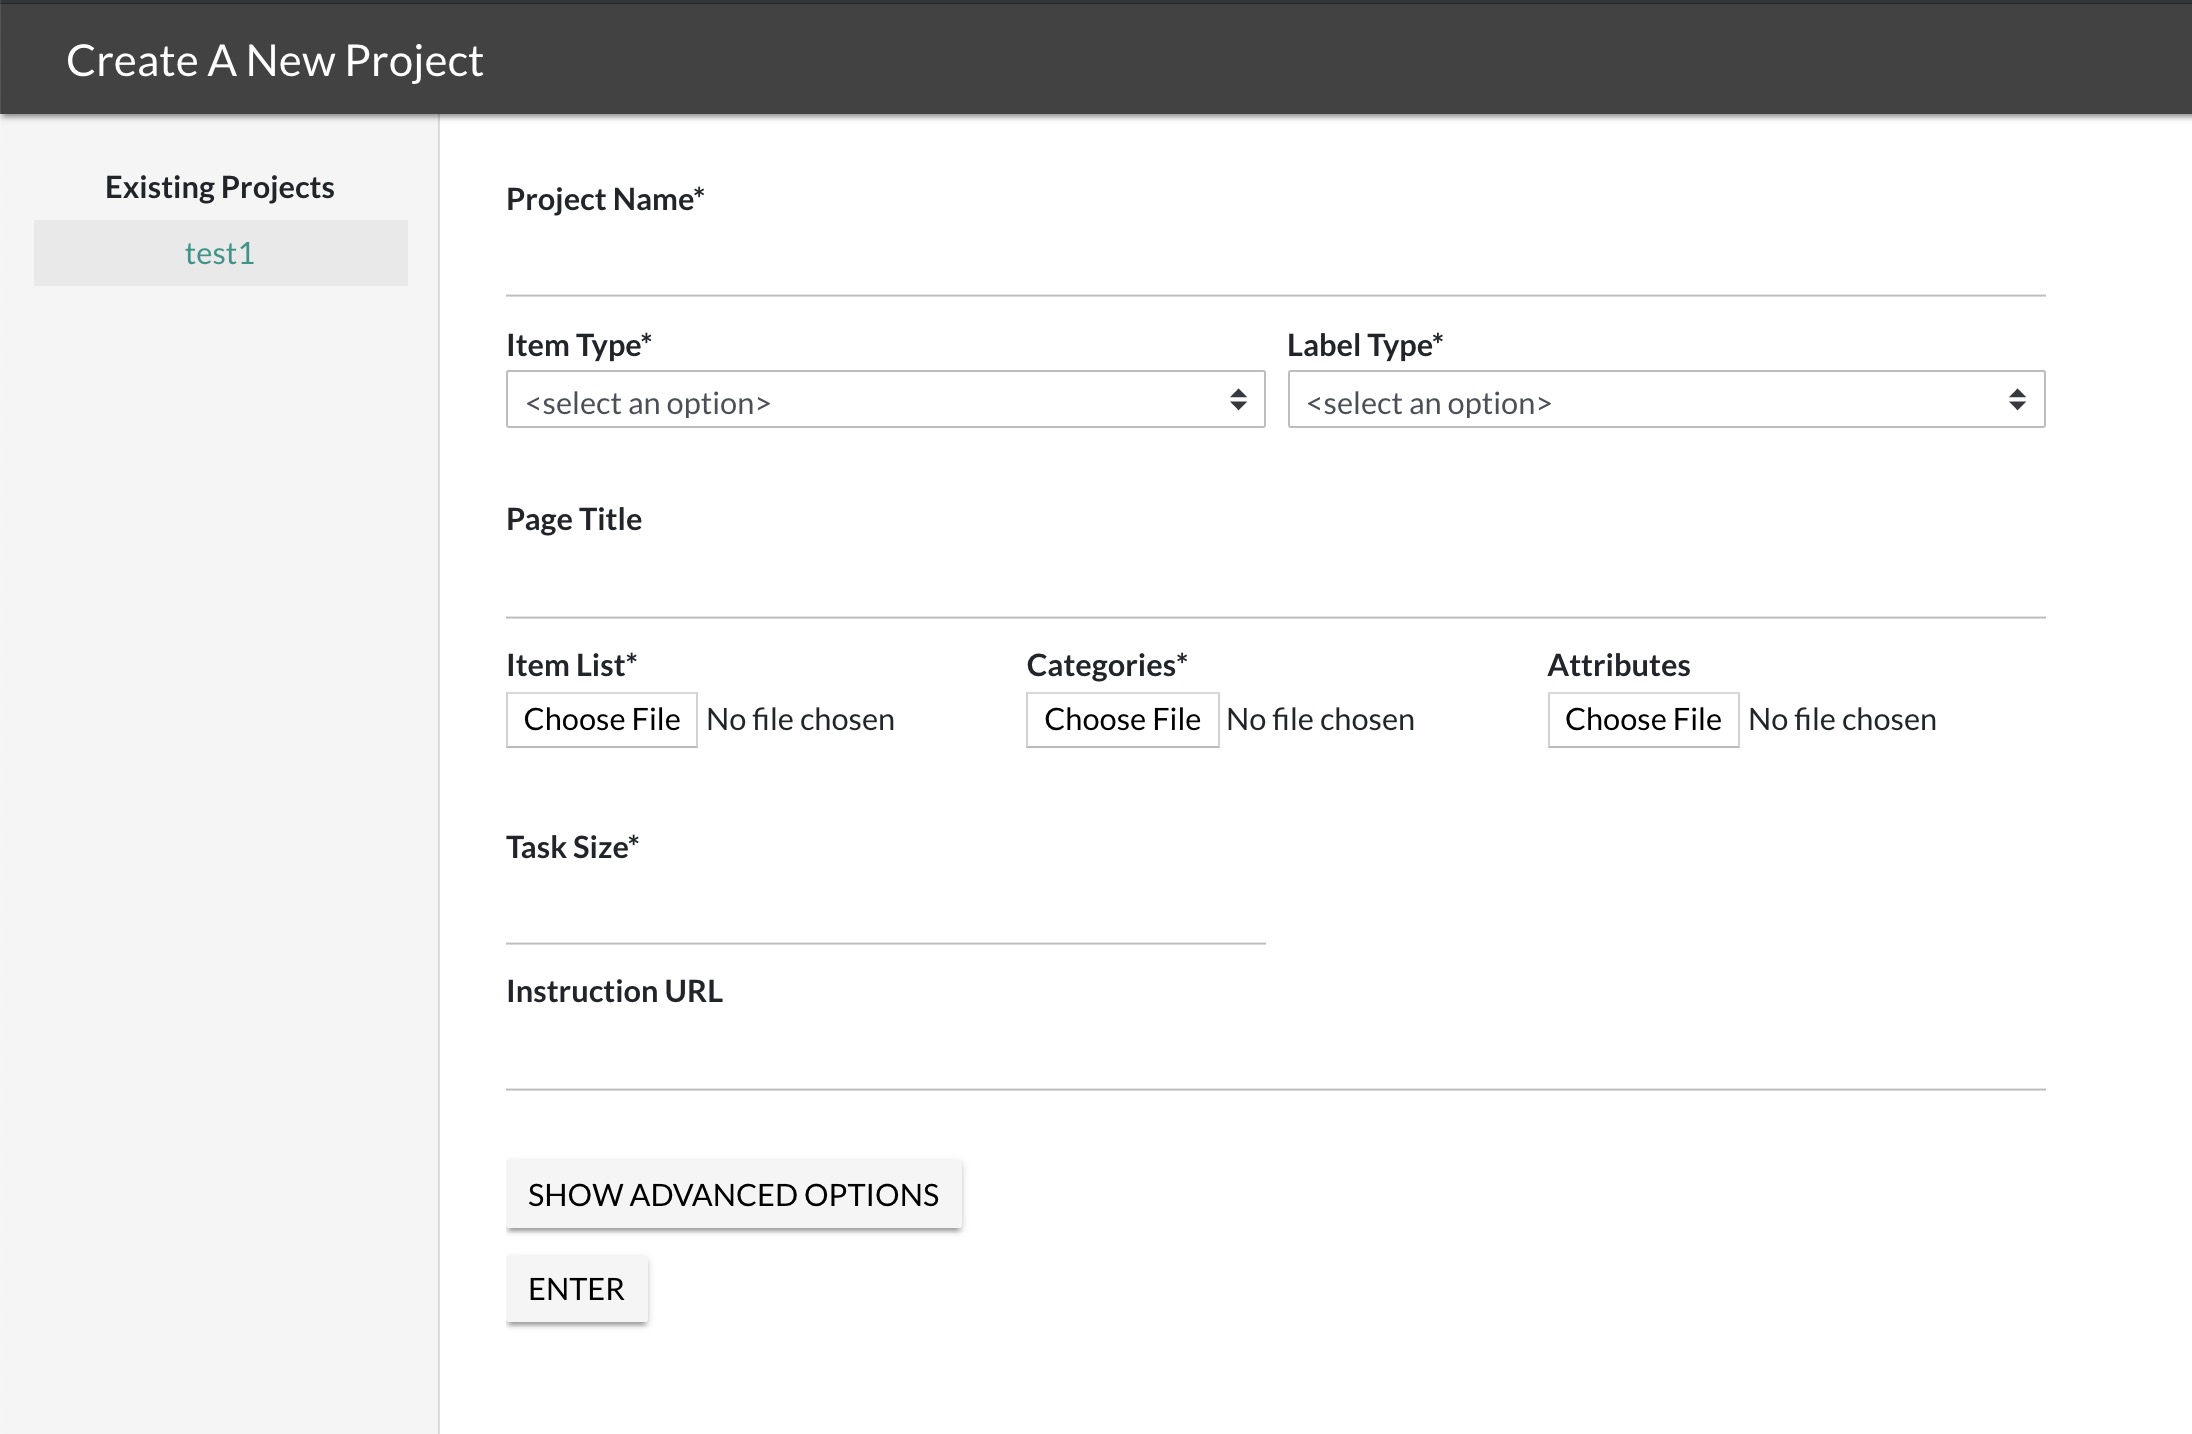 Create A New Project
Existing Projects
test1
Project Name*
Item Type*
Label Type*
<select an option>
<select an option>
Page Title
Item List*
Categories*
Attributes
Choose File No file chosen
Choose File No file chosen
Choose File No file chosen
Task Size*
Instruction URL
SHOW ADVANCED OPTIONS
ENTER